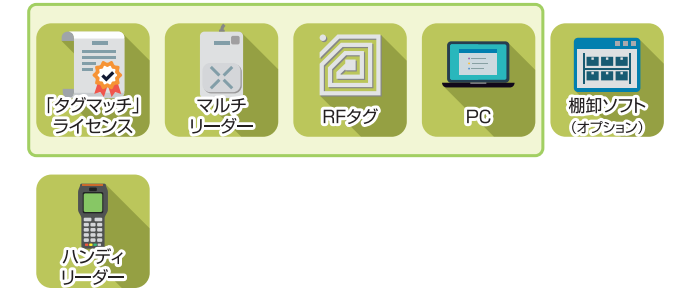 「タグマッチ」
ライセンス
マルチ
リーダー
RFタグ
PC
棚卸ソフト
（オプション）
ハンディ
リーダー